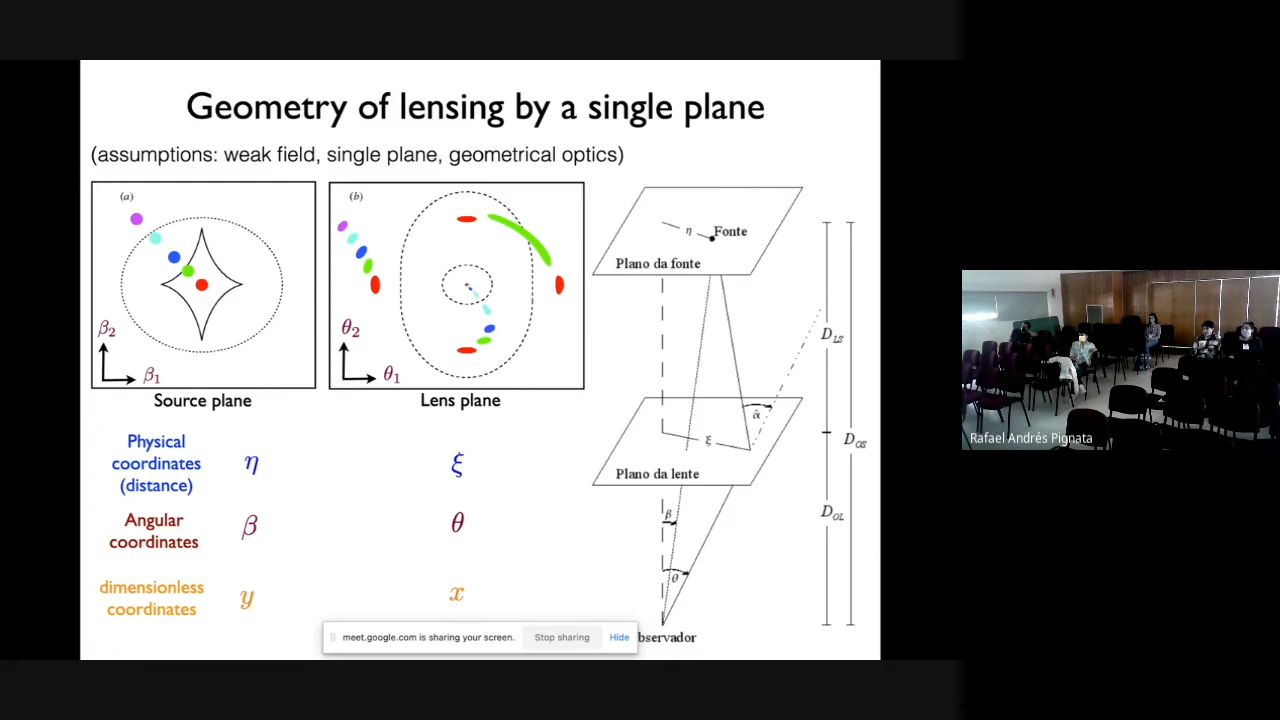 Geometry of lensing by a single plane
(assumptions: weak field, single plane, geometrical optics)
(a)
β₂
β₁
Source plane
(b)
θ₂
θ₁
Lens plane
Physical
coordinates
(distance)
η
ξ
Angular
coordinates
β
θ
dimensionless
coordinates
y
x
η
Fonte
Plano da fonte
D_LS
α̂
ξ
D_OS
Plano da lente
D_OL
β
θ
bservador
meet.google.com is sharing your screen.
Stop sharing
Hide
Rafael Andrés Pignata